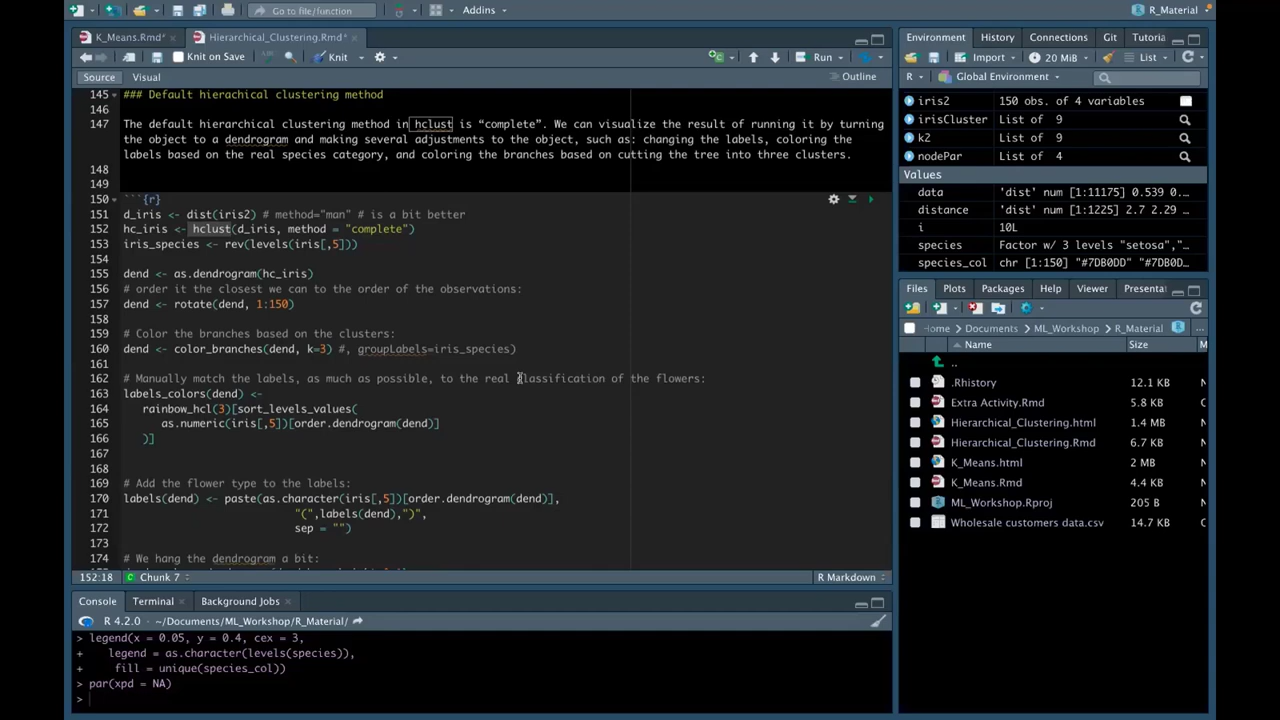 Go to file/function
Addins
R_Material
K_Means.Rmd*
Hierarchical_Clustering.Rmd*
Knit on Save
Knit
Run
Source
Visual
Outline
145 ### Default hierachical clustering method
146
147 The default hierarchical clustering method in hclust is “complete”. We can visualize the result of running it by turning
the object to a dendrogram and making several adjustments to the object, such as: changing the labels, coloring the
labels based on the real species category, and coloring the branches based on cutting the tree into three clusters.
148
149
150 ```{r}
151 d_iris <- dist(iris2) # method="man" # is a bit better
152 hc_iris <- hclust(d_iris, method = "complete")
153 iris_species <- rev(levels(iris[,5]))
154
155 dend <- as.dendrogram(hc_iris)
156 # order it the closest we can to the order of the observations:
157 dend <- rotate(dend, 1:150)
158
159 # Color the branches based on the clusters:
160 dend <- color_branches(dend, k=3) #, groupLabels=iris_species)
161
162 # Manually match the labels, as much as possible, to the real classification of the flowers:
163 labels_colors(dend) <-
164 rainbow_hcl(3)[sort_levels_values(
165 as.numeric(iris[,5])[order.dendrogram(dend)]
166 )]
167
168
169 # Add the flower type to the labels:
170 labels(dend) <- paste(as.character(iris[,5])[order.dendrogram(dend)],
171 "(",labels(dend),")",
172 sep = "")
173
174 # We hang the dendrogram a bit:
152:18
Chunk 7
R Markdown
Console
Terminal
Background Jobs
R 4.2.0 · ~/Documents/ML_Workshop/R_Material/
> legend(x = 0.05, y = 0.4, cex = 3,
+ legend = as.character(levels(species)),
+ fill = unique(species_col))
> par(xpd = NA)
>
Environment
History
Connections
Git
Tutoria
Import
20 MiB
List
R
Global Environment
iris2 150 obs. of 4 variables
irisCluster List of 9
k2 List of 9
nodePar List of 4
Values
data 'dist' num [1:11175] 0.539 0.…
distance 'dist' num [1:1225] 2.7 2.29 …
i 10L
species Factor w/ 3 levels "setosa","…
species_col chr [1:150] "#7DB0DD" "#7DB0D…
Files
Plots
Packages
Help
Viewer
Presenta
Home
Documents
ML_Workshop
R_Material
...
Name
Size
M
..
.Rhistory 12.1 KB N
Extra Activity.Rmd 5.8 KB N
Hierarchical_Clustering.html 1.4 MB N
Hierarchical_Clustering.Rmd 6.7 KB N
K_Means.html 2 MB N
K_Means.Rmd 4.4 KB N
ML_Workshop.Rproj 205 B N
Wholesale customers data.csv 14.7 KB N